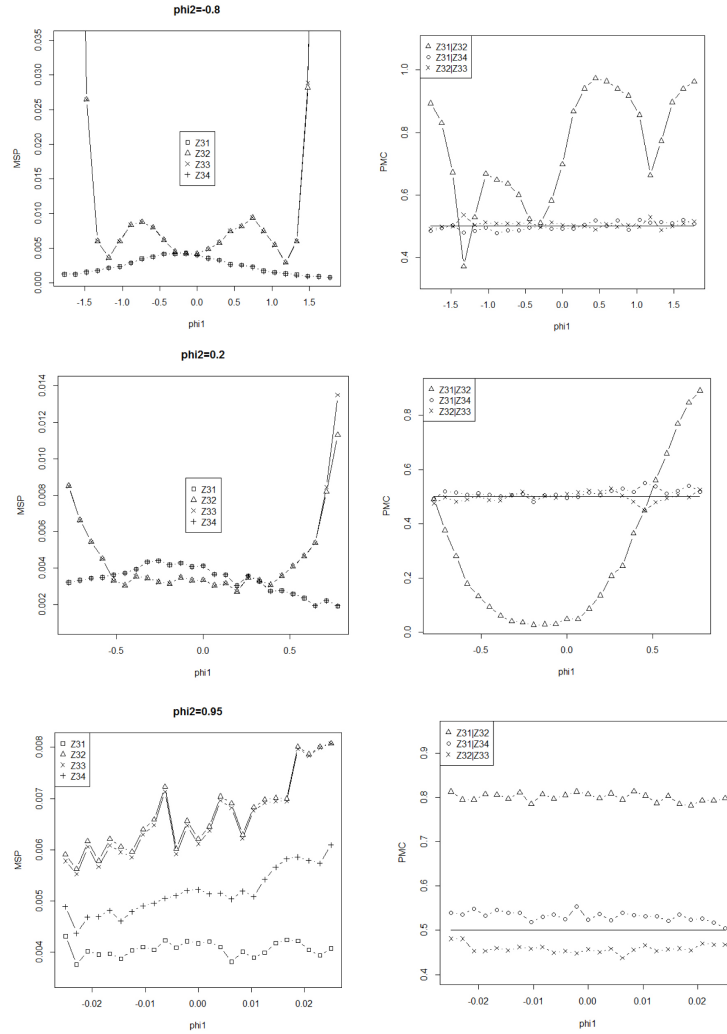 phi2=-0.8
MSP
0.000 0.005 0.010 0.015 0.020 0.025 0.030 0.035
Z31
Z32
Z33
Z34
-1.5 -1.0 -0.5 0.0 0.5 1.0 1.5
phi1
PMC
0.4 0.6 0.8 1.0
Z31|Z32
Z31|Z34
Z32|Z33
-1.5 -1.0 -0.5 0.0 0.5 1.0 1.5
phi1
phi2=0.2
MSP
0.002 0.004 0.006 0.008 0.010 0.012 0.014
Z31
Z32
Z33
Z34
-0.5 0.0 0.5
phi1
PMC
0.0 0.2 0.4 0.6 0.8
Z31|Z32
Z31|Z34
Z32|Z33
-0.5 0.0 0.5
phi1
phi2=0.95
MSP
0.004 0.005 0.006 0.007 0.008
Z31
Z32
Z33
Z34
-0.02 -0.01 0.00 0.01 0.02
phi1
PMC
0.4 0.5 0.6 0.7 0.8 0.9
Z31|Z32
Z31|Z34
Z32|Z33
-0.02 -0.01 0.00 0.01 0.02
phi1